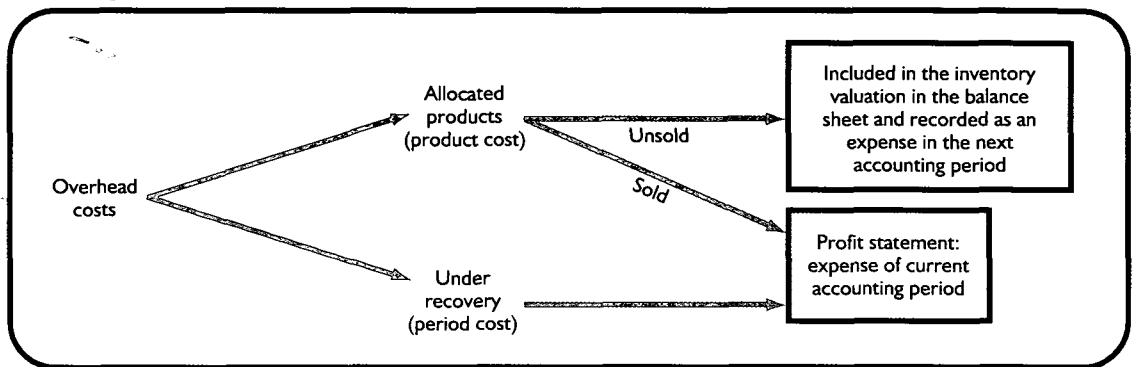 Overhead
costs
Allocated
products
(product cost)
Under
recovery
(period cost)
Unsold
Sold
Included in the inventory
valuation in the balance
sheet and recorded as an
expense in the next
accounting period
Profit statement:
expense of current
accounting period